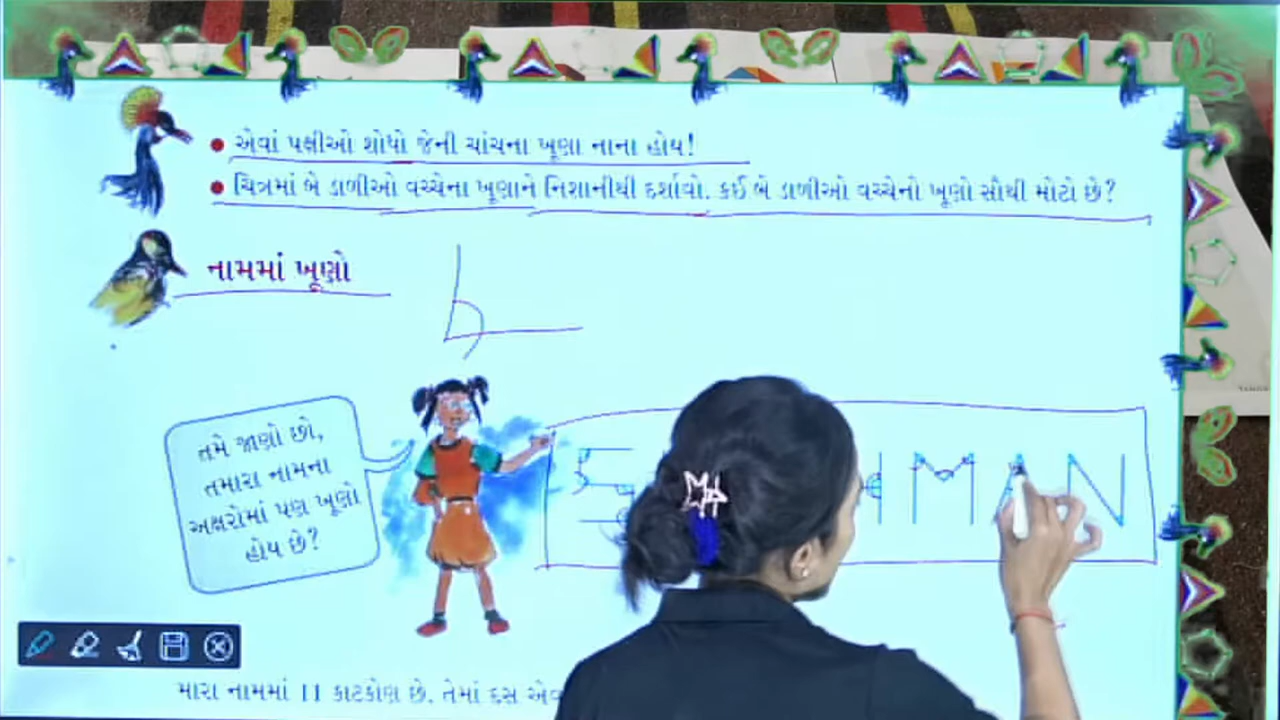 એવાં પક્ષીઓ શોધો જેની ચાંચના ખૂણા નાના હોય!
ચિત્રમાં બે ડાળીઓ વચ્ચેના ખૂણાને નિશાનીથી દર્શાવો. કઈ બે ડાળીઓ વચ્ચેનો ખૂણો સૌથી મોટો છે?
નામમાં ખૂણો
તમે જાણો છો,
તમારા નામના
અક્ષરોમાં પણ ખૂણો
હોય છે?
MAN
મારા નામમાં 11 કાટકોણ છે. તેમાં દસ